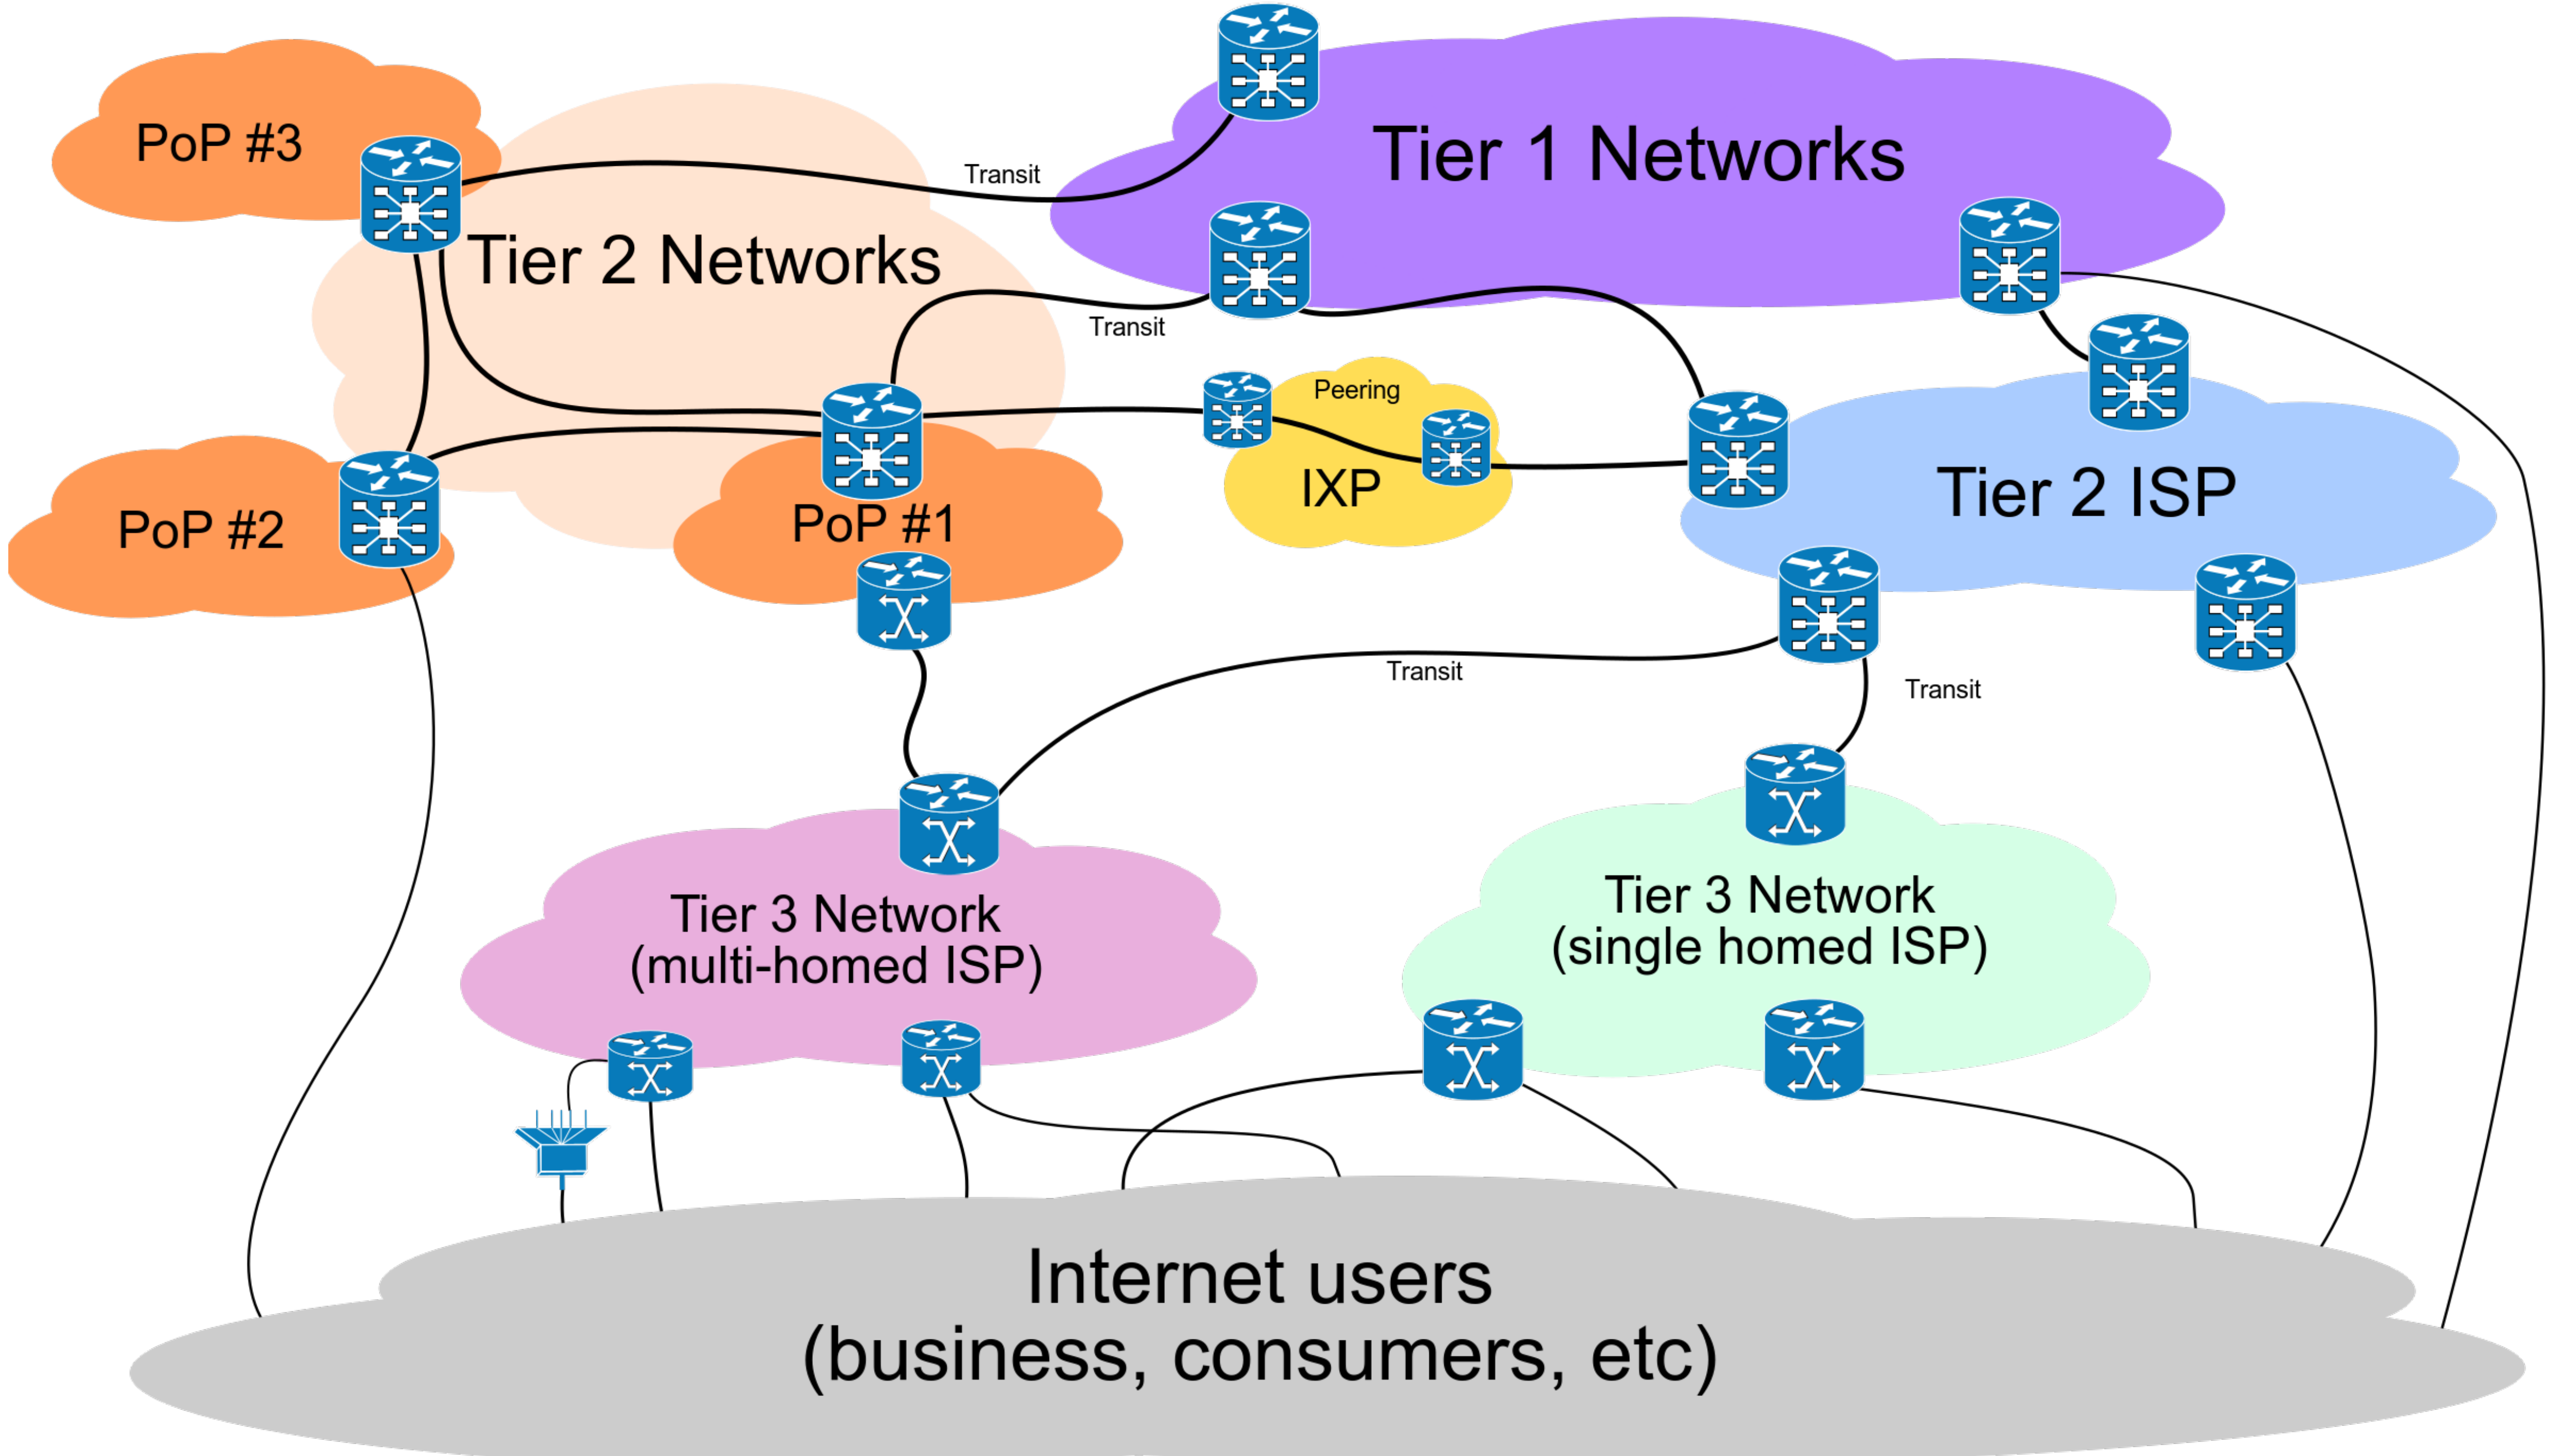 PoP #3
Tier 1 Networks
Transit
Tier 2 Networks
Transit
Peering
IXP
Tier 2 ISP
PoP #2
PoP #1
Transit
Transit
Tier 3 Network
(multi-homed ISP)
Tier 3 Network
(single homed ISP)
Internet users
(business, consumers, etc)